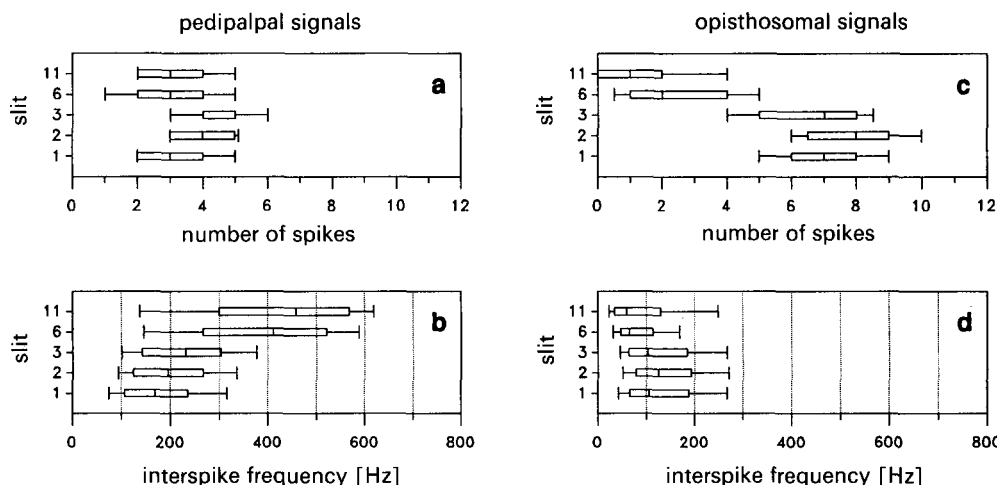 pedipalpal signals
opisthosomal signals
slit
11
6
3
2
1
a
0 2 4 6 8 10 12
number of spikes
slit
11
6
3
2
1
c
0 2 4 6 8 10 12
number of spikes
slit
11
6
3
2
1
b
0 200 400 600 800
interspike frequency [Hz]
slit
11
6
3
2
1
d
0 200 400 600 800
interspike frequency [Hz]